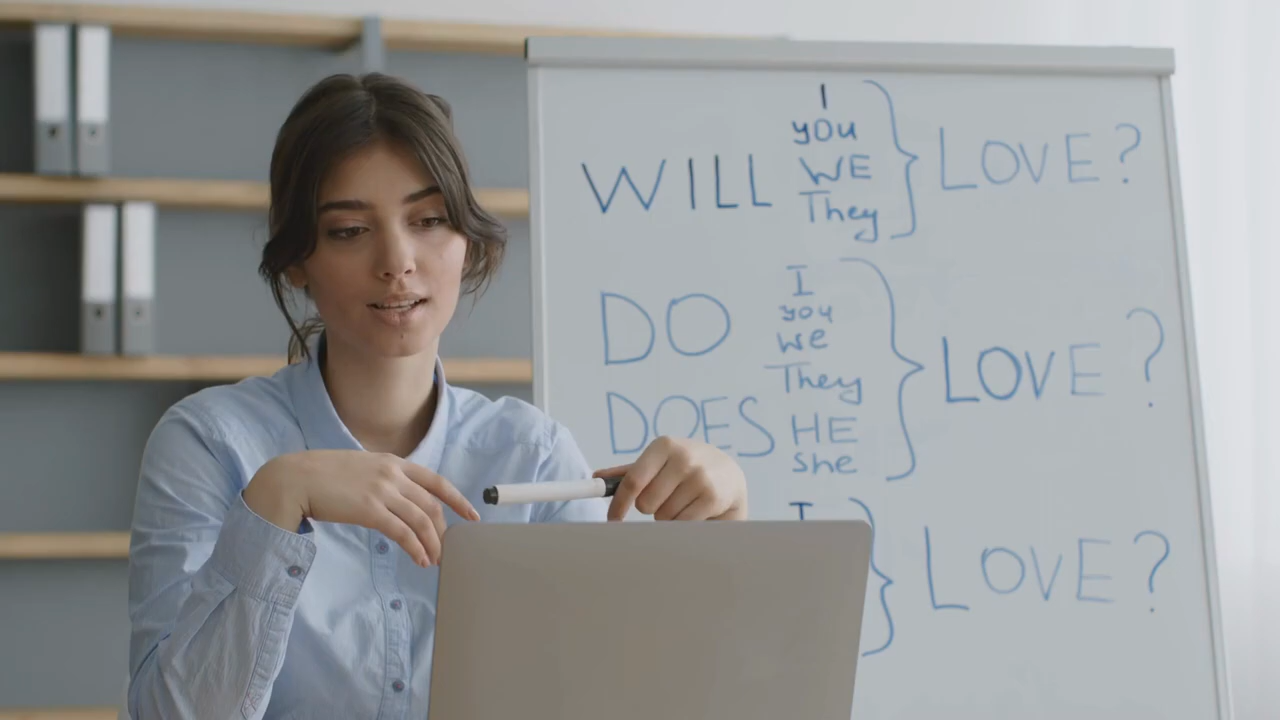 WILL I you WE They } LOVE?
DO I you we They } LOVE ?
DOES HE she
I } LOVE?